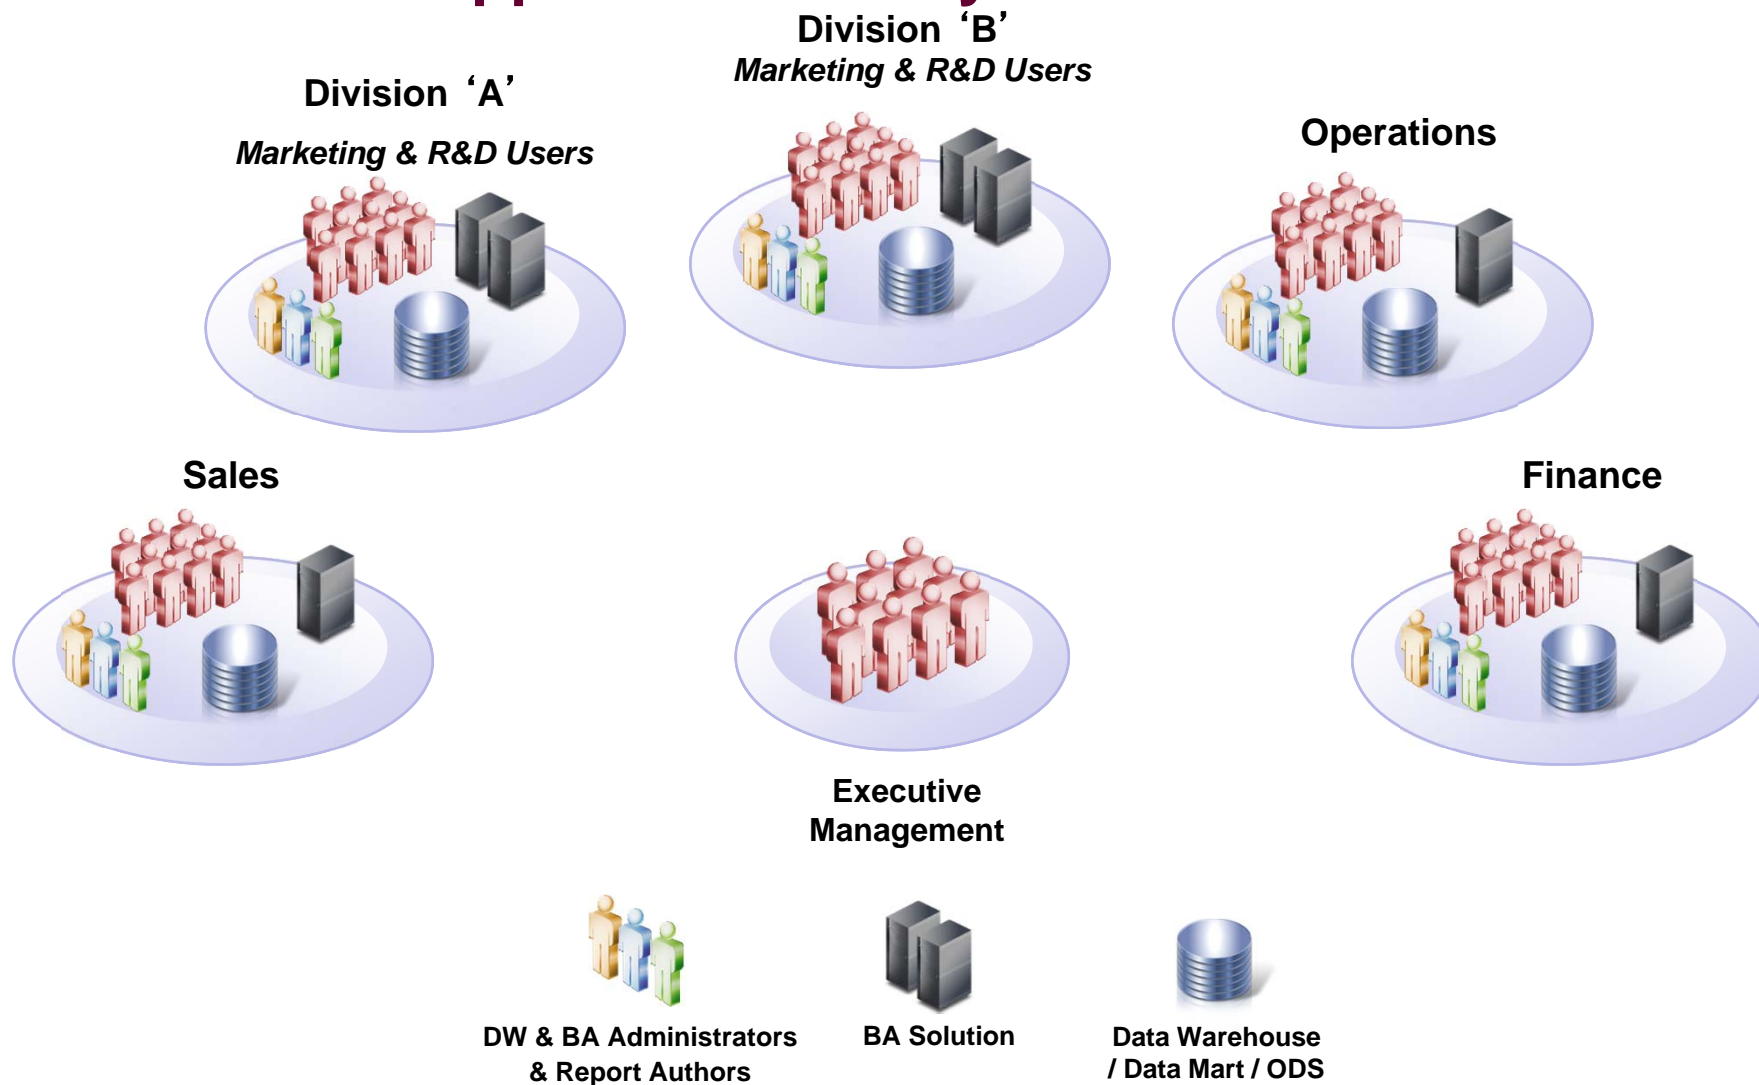 Division ‘B’
Marketing & R&D Users
Division ‘A’
Marketing & R&D Users
Operations
Sales
Finance
Executive
Management
DW & BA Administrators
& Report Authors
BA Solution
Data Warehouse
/ Data Mart / ODS